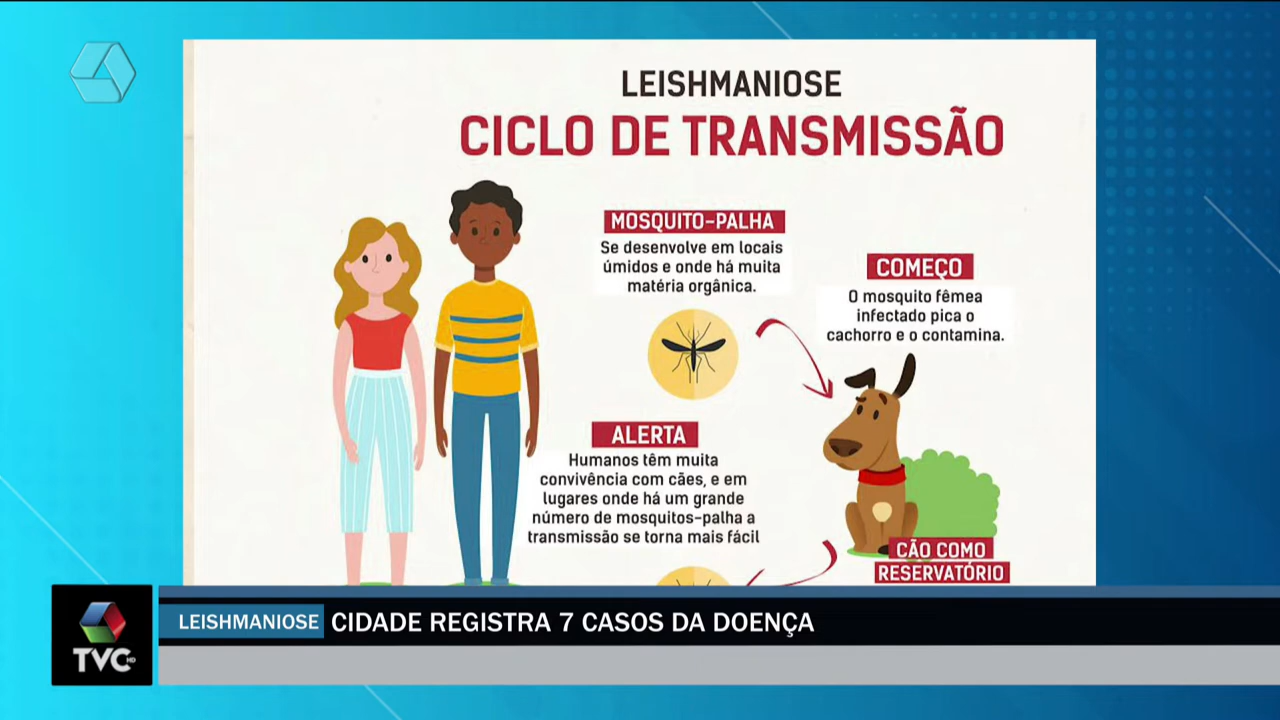 LEISHMANIOSE
CICLO DE TRANSMISSÃO
MOSQUITO-PALHA
Se desenvolve em locais
úmidos e onde há muita
matéria orgânica.
COMEÇO
O mosquito fêmea
infectado pica o
cachorro e o contamina.
ALERTA
Humanos têm muita
convivência com cães, e em
lugares onde há um grande
número de mosquitos-palha a
transmissão se torna mais fácil
CÃO COMO
RESERVATÓRIO
LEISHMANIOSE CIDADE REGISTRA 7 CASOS DA DOENÇA
TVC HD